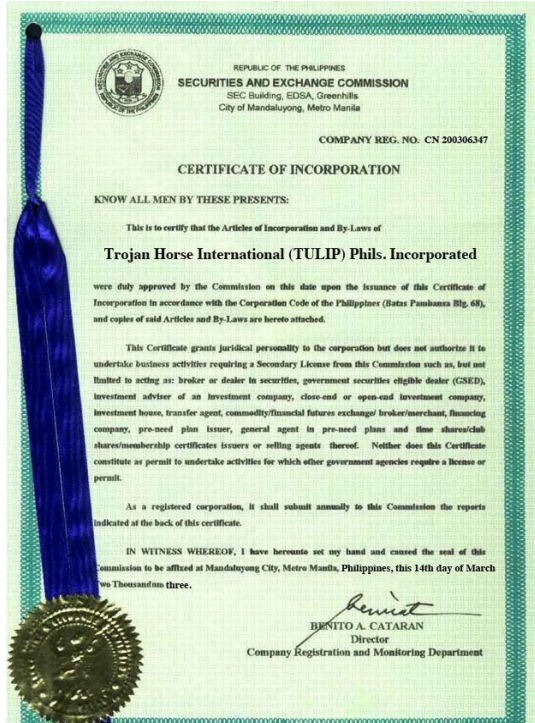 REPUBLIC OF THE PHILIPPINES
SECURITIES AND EXCHANGE COMMISSION
SEC Building, EDSA, Greenhills
City of Mandaluyong, Metro Manila
COMPANY REG. NO. CN 200306347
CERTIFICATE OF INCORPORATION
KNOW ALL MEN BY THESE PRESENTS:
This is to certify that the Articles of Incorporation and By-Laws of
Trojan Horse International (TULIP) Phils. Incorporated
were duly approved by the Commission on this date upon the issuance of this Certificate of
Incorporation in accordance with the Corporation Code of the Philippines (Batas Pambansa Blg. 68),
and copies of said Articles and By-Laws are hereto attached.
This Certificate grants juridical personality to the corporation but does not authorize it to
undertake business activities requiring a Secondary License from this Commission such as, but not
limited to acting as: broker or dealer in securities, government securities eligible dealer (GSED),
investment adviser of an investment company, close-end or open-end investment company,
investment house, transfer agent, commodity/financial futures exchange/ broker/merchant, financing
company, pre-need plan issuer, general agent in pre-need plans and time shares/club
shares/membership certificates issuers or selling agents thereof. Neither does this Certificate
constitute as permit to undertake activities for which other government agencies require a license or
permit.
As a registered corporation, it shall submit annually to this Commission the reports
indicated at the back of this certificate.
IN WITNESS WHEREOF, I have hereunto set my hand and caused the seal of this
Commission to be affixed at Mandaluyong City, Metro Manila, Philippines, this 14th day of March
Two Thousandnm three.
BENITO A. CATARAN
Director
Company Registration and Monitoring Department